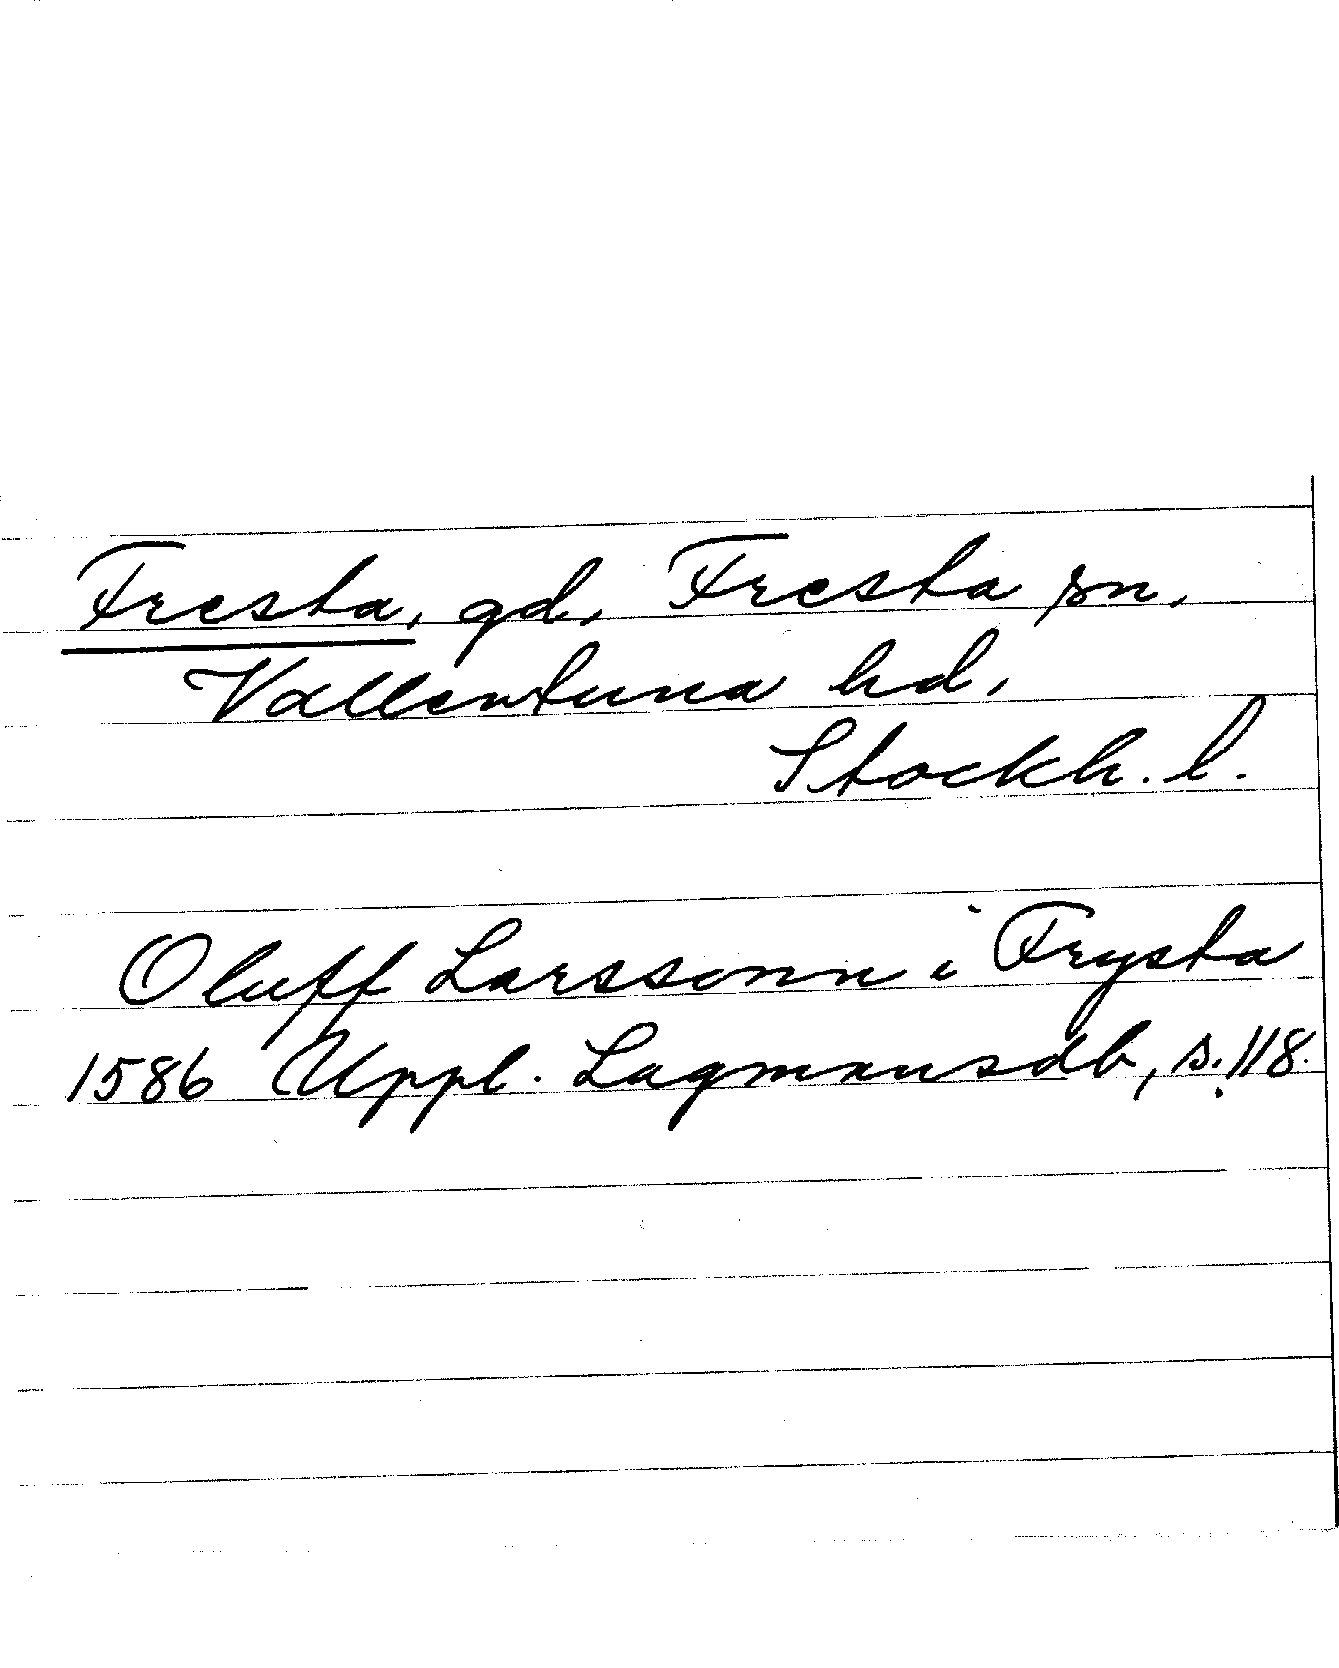 Fresta, gd, Fresta sn,
Vallentuna hd,
Stockh. l.
Oluff Larssonn i Frysta
1586 Uppl. Lagmansdb, s. 118.